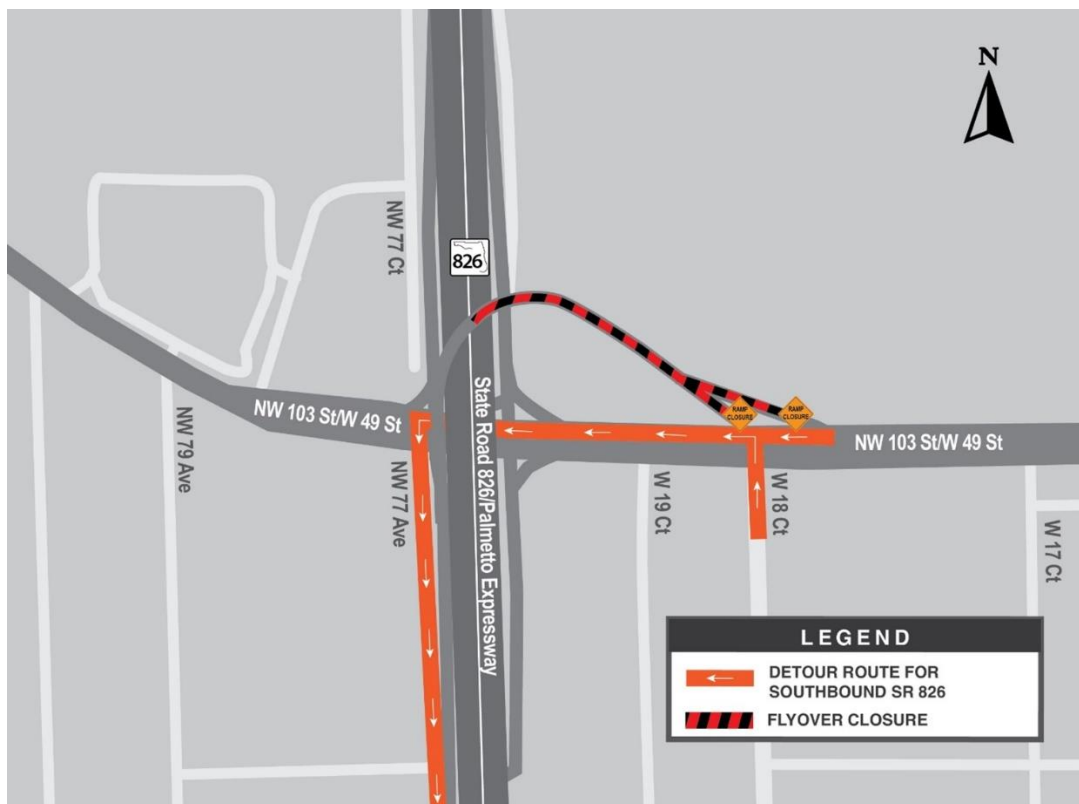 N
NW 77 Ct
826
RAMP
CLOSURE
RAMP
CLOSURE
NW 103 St/W 49 St
NW 103 St/W 49 St
NW 79 Ave
NW 77 Ave
State Road 826/Palmetto Expressway
W 19 Ct
W 18 Ct
W 17 Ct
LEGEND
DETOUR ROUTE FOR
SOUTHBOUND SR 826
FLYOVER CLOSURE